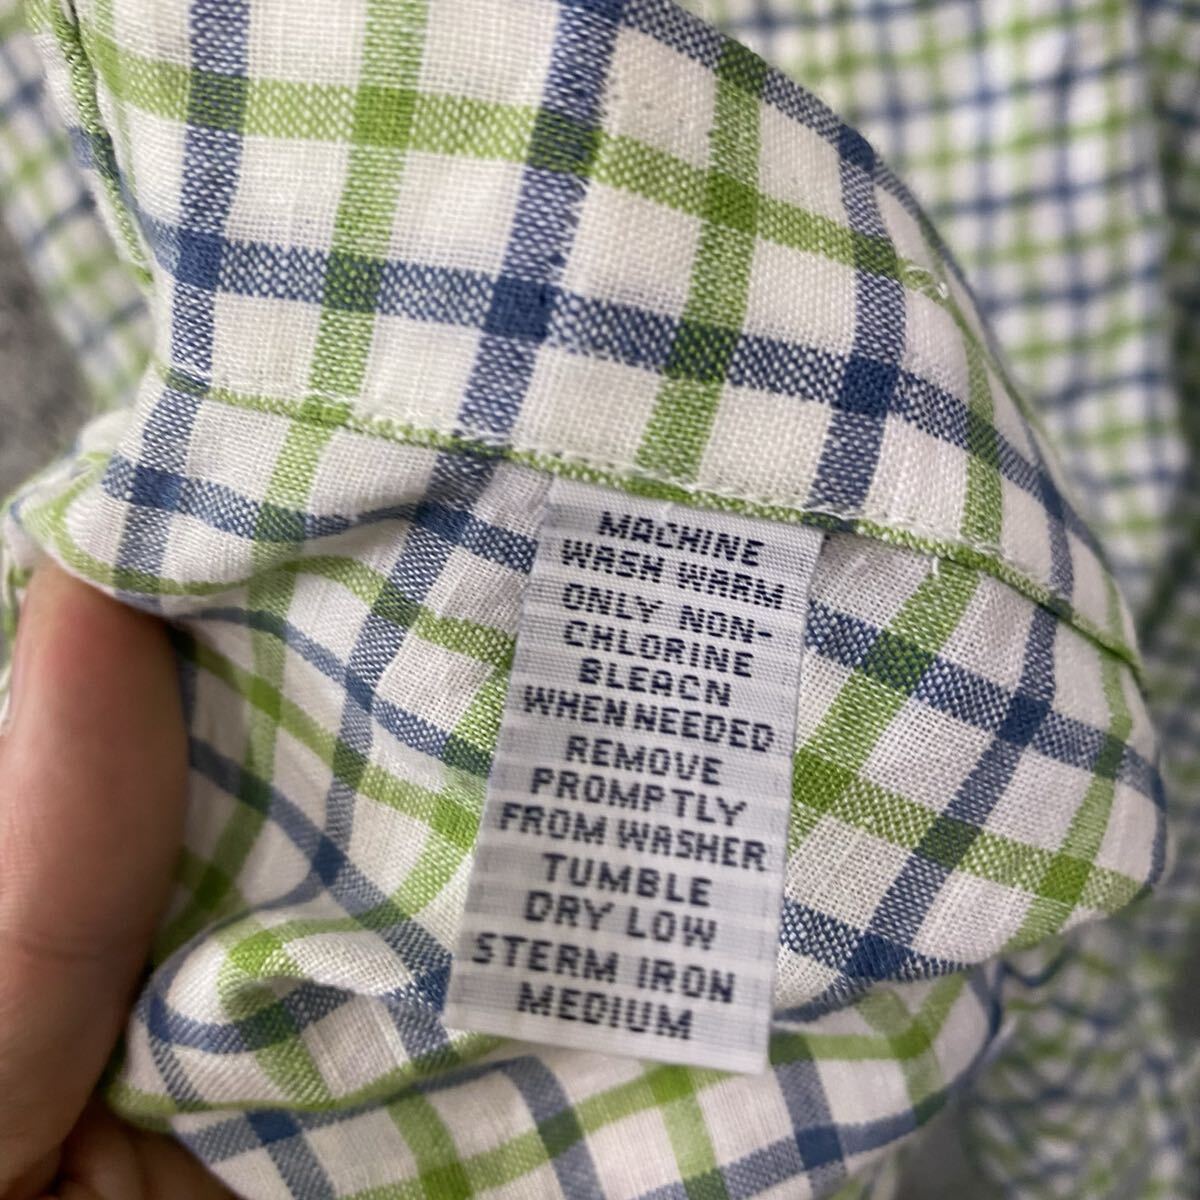 MACHINE
WASH WARM
ONLY NON-
CHLORINE
BLEACN
WHEN NEEDED
REMOVE
PROMPTLY
FROM WASHER
TUMBLE
DRY LOW
STERM IRON
MEDIUM